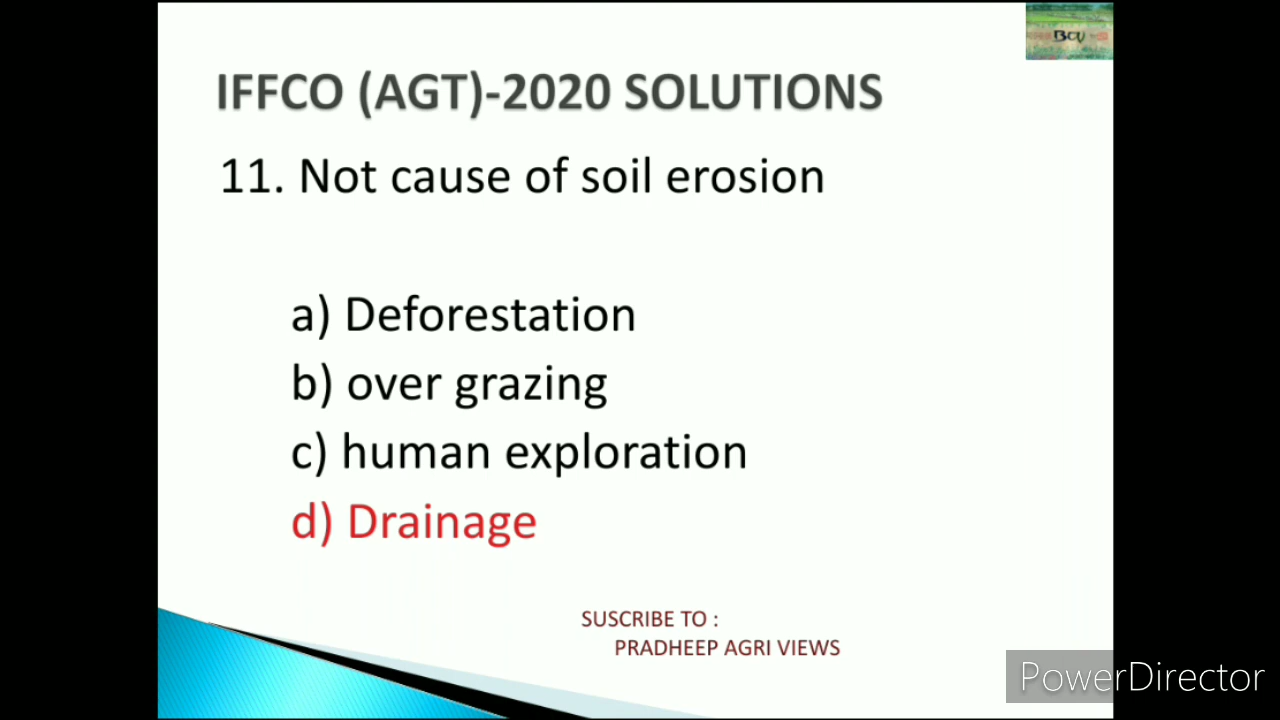 IFFCO (AGT)-2020 SOLUTIONS
11. Not cause of soil erosion
a) Deforestation
b) over grazing
c) human exploration
d) Drainage
SUSCRIBE TO :
PRADHEEP AGRI VIEWS
PowerDirector